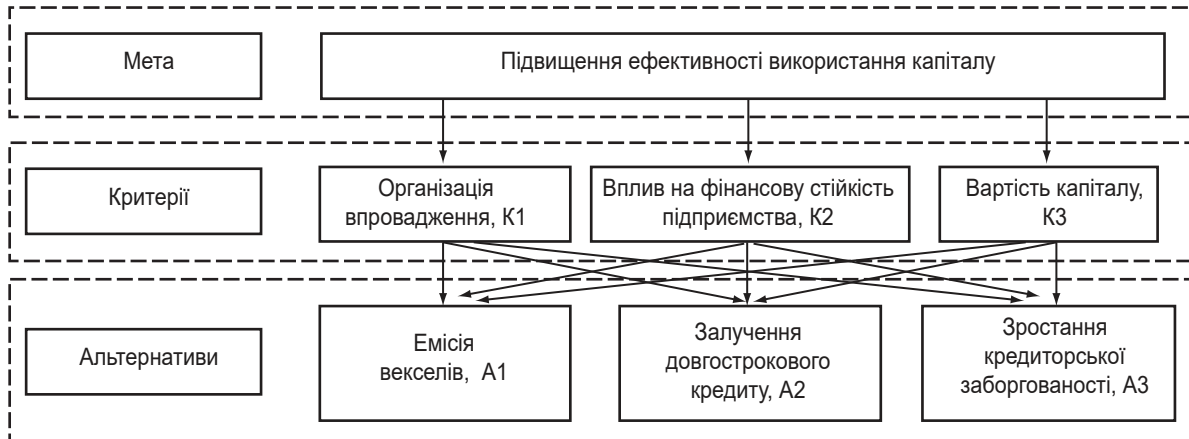 Мета
Підвищення ефективності використання капіталу
Критерії
Організація
впровадження, К1
Вплив на фінансову стійкість
підприємства, К2
Вартість капіталу,
К3
Альтернативи
Емісія
векселів, А1
Залучення
довгострокового
кредиту, А2
Зростання
кредиторської
заборгованості, А3